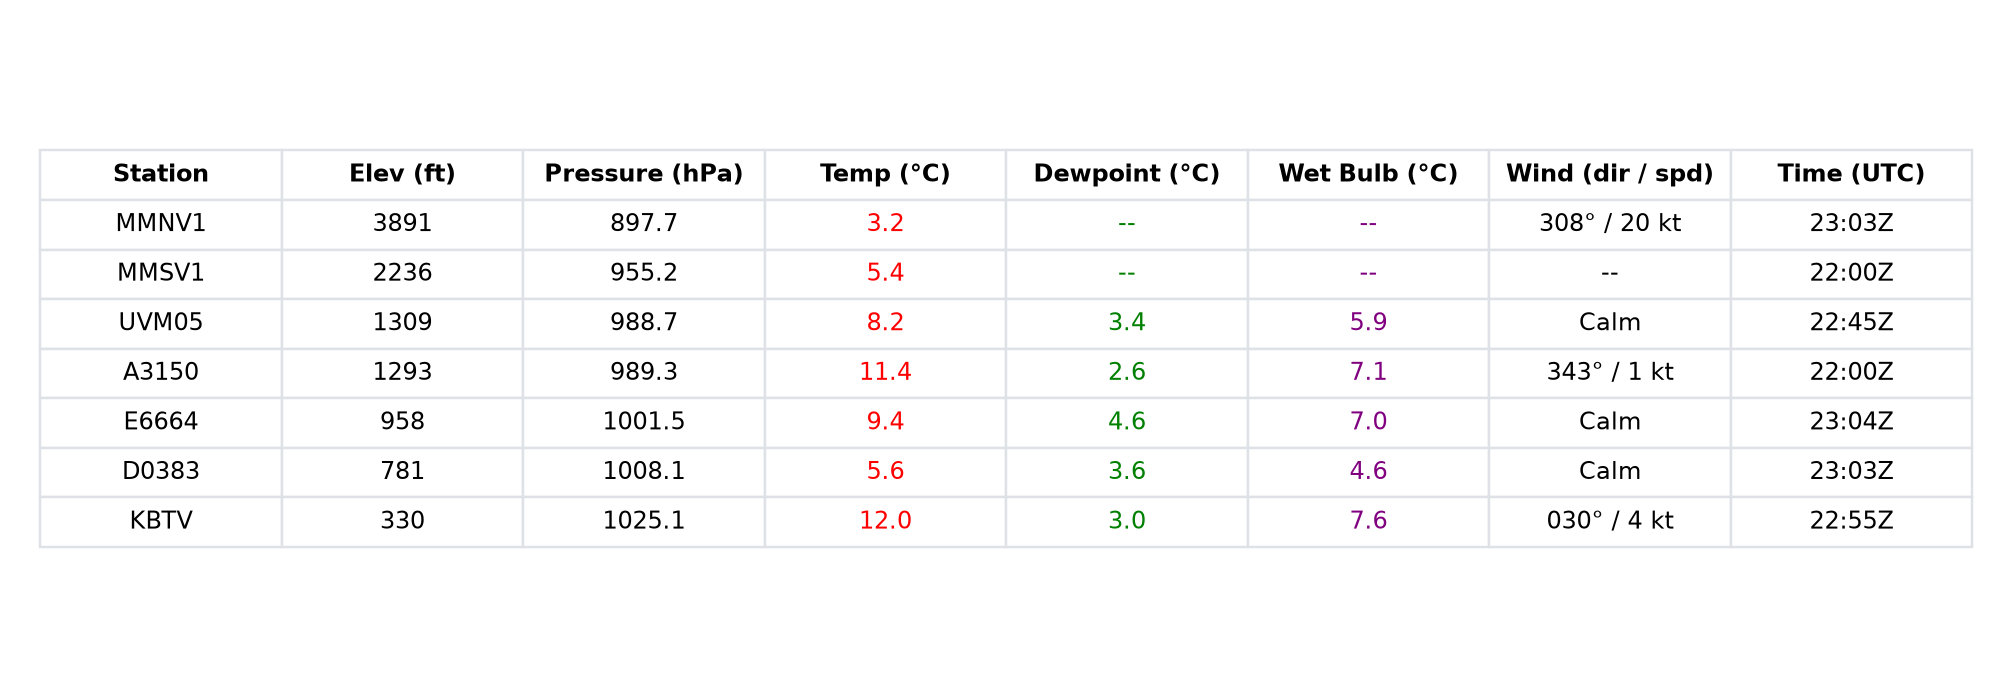 Station Elev (ft) Pressure (hPa) Temp (°C) Dewpoint (°C) Wet Bulb (°C) Wind (dir / spd) Time (UTC)
MMNV1 3891 897.7 3.2 -- -- 308° / 20 kt 23:03Z
MMSV1 2236 955.2 5.4 -- -- -- 22:00Z
UVM05 1309 988.7 8.2 3.4 5.9 Calm 22:45Z
A3150 1293 989.3 11.4 2.6 7.1 343° / 1 kt 22:00Z
E6664 958 1001.5 9.4 4.6 7.0 Calm 23:04Z
D0383 781 1008.1 5.6 3.6 4.6 Calm 23:03Z
KBTV 330 1025.1 12.0 3.0 7.6 030° / 4 kt 22:55Z